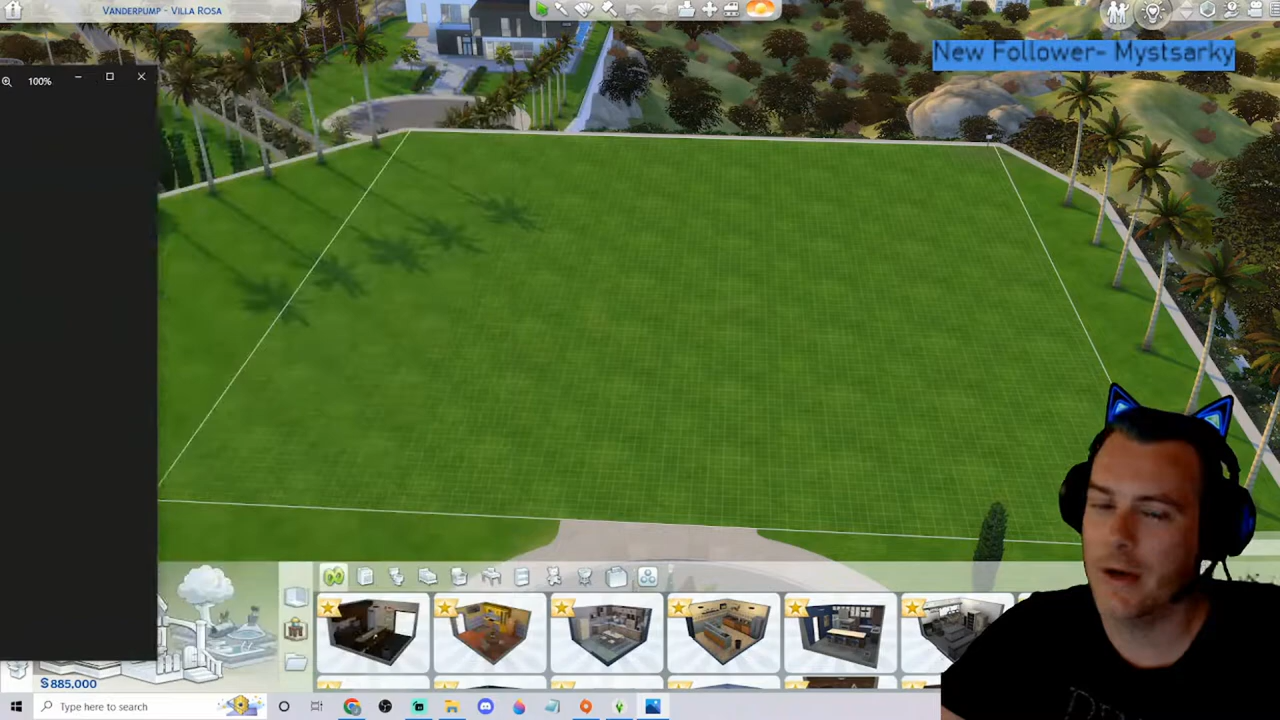 VANDERPUMP - VILLA ROSA
New Follower- Mystsarky
100%
$885,000
Type here to search